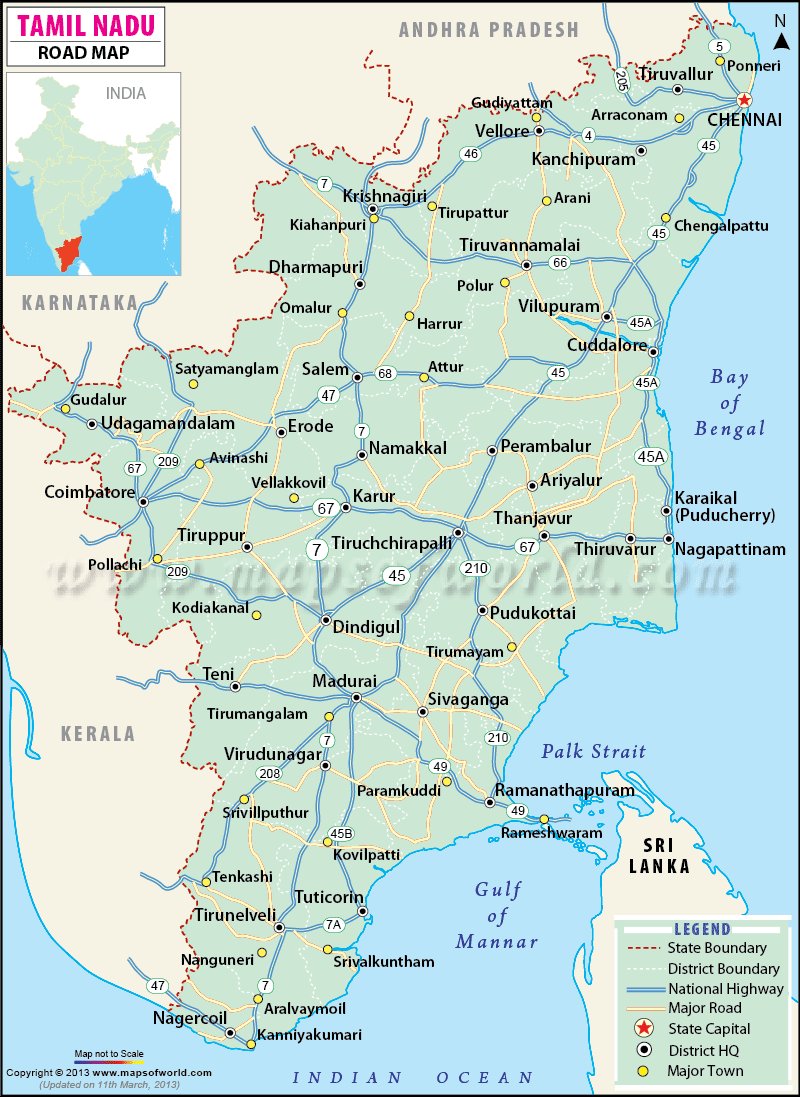 TAMIL NADU
ROAD MAP
ANDHRA PRADESH
N
INDIA
5
Ponneri
205
Tiruvallur
Gudiyattam
Arraconam
CHENNAI
Vellore
4
46
Kanchipuram
45
7
Krishnagiri
Kiahanpuri
Tirupattur
Arani
Chengalpattu
45
Tiruvannamalai
66
Dharmapuri
Polur
KARNATAKA
Omalur
Harrur
Vilupuram
45A
Cuddalore
Satyamanglam
Salem
68
Attur
45
45A
Bay
of
Bengal
Gudalur
47
Udagamandalam
Erode
7
Namakkal
Perambalur
67
209
Avinashi
45A
Coimbatore
Vellakkovil
Karur
Ariyalur
Karaikal
(Puducherry)
67
Thanjavur
Tiruppur
7
Tiruchchirapalli
67
Thiruvarur
Nagapattinam
Pollachi
209
45
210
www.mapsofworld.com
Kodiakanal
Dindigul
Pudukottai
Tirumayam
Teni
Madurai
Sivaganga
Tirumangalam
KERALA
7
210
Palk Strait
Virudunagar
208
49
Paramkuddi
Ramanathapuram
49
Srivillputhur
Rameshwaram
45B
Kovilpatti
SRI
LANKA
Tenkashi
Tuticorin
Gulf
of
Mannar
Tirunelveli
7A
Nanguneri
Srivalkuntham
47
7
Aralvaymoil
Nagercoil
Kanniyakumari
LEGEND
State Boundary
District Boundary
National Highway
Major Road
State Capital
District HQ
Major Town
Map not to Scale
Copyright © 2013 www.mapsofworld.com
(Updated on 11th March, 2013)
INDIAN OCEAN